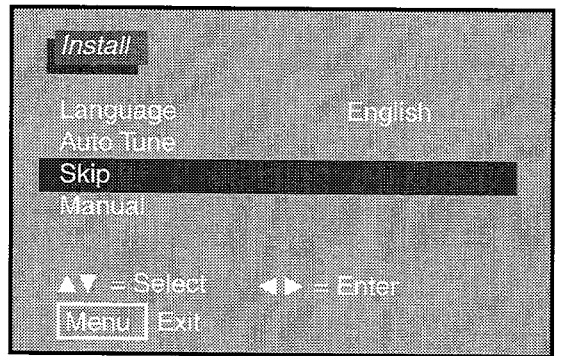 Install
Language English
Auto Tune
Skip
Manual
▲▼ = Select ◀▶ = Enter
Menu Exit